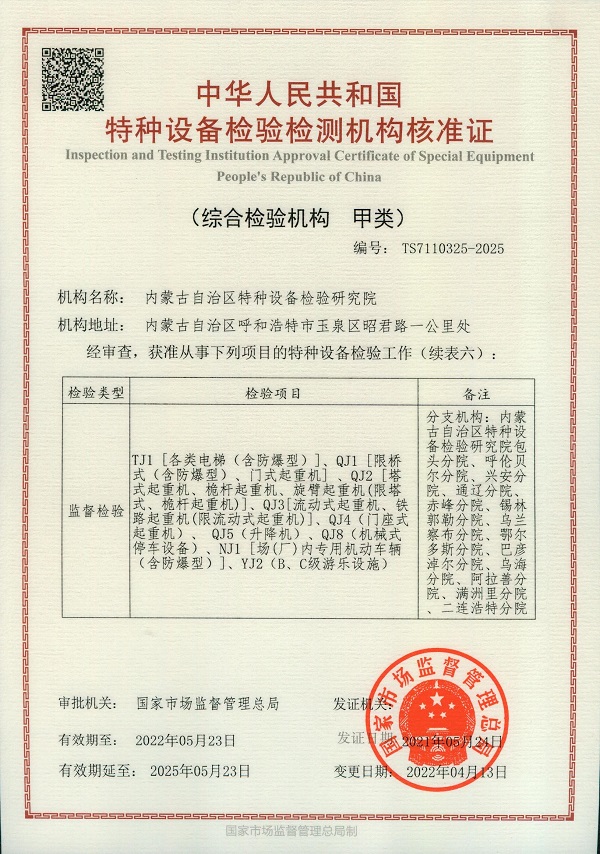 中华人民共和国
特种设备检验检测机构核准证
Inspection and Testing Institution Approval Certificate of Special Equipment
People's Republic of China
（综合检验机构　甲类）
编号： TS7110325-2025
机构名称： 内蒙古自治区特种设备检验研究院
机构地址： 内蒙古自治区呼和浩特市玉泉区昭君路一公里处
经审查，获准从事下列项目的特种设备检验工作（续表六）：
检验类型 检验项目 备注
监督检验
TJ1 [各类电梯（含防爆型）]、QJ1 [限桥
式（含防爆型）、门式起重机] 、QJ2 [塔
式起重机、桅杆起重机、旋臂起重机(限塔
式、桅杆起重机)]、QJ3[流动式起重机、铁
路起重机(限流动式起重机)]、QJ4（门座式
起重机）、 QJ5（升降机）、QJ8（机械式
停车设备）、NJ1 [场(厂)内专用机动车辆
（含防爆型）]、YJ2（B、C级游乐设施）
分支机构：内蒙
古自治区特种设
备检验研究院包
头分院、呼伦贝
尔分院、兴安分
院、通辽分院、
赤峰分院、锡林
郭勒分院、乌兰
察布分院、鄂尔
多斯分院、巴彦
淖尔分院、乌海
分院、阿拉善分
院、满洲里分院
、二连浩特分院
审批机关： 国家市场监督管理总局
发证机关：
国家市场监督管理总局
有效期至： 2022年05月23日
发证日期： 2021年05月24日
有效期延至： 2025年05月23日
变更日期： 2022年04月13日
国家市场监督管理总局制